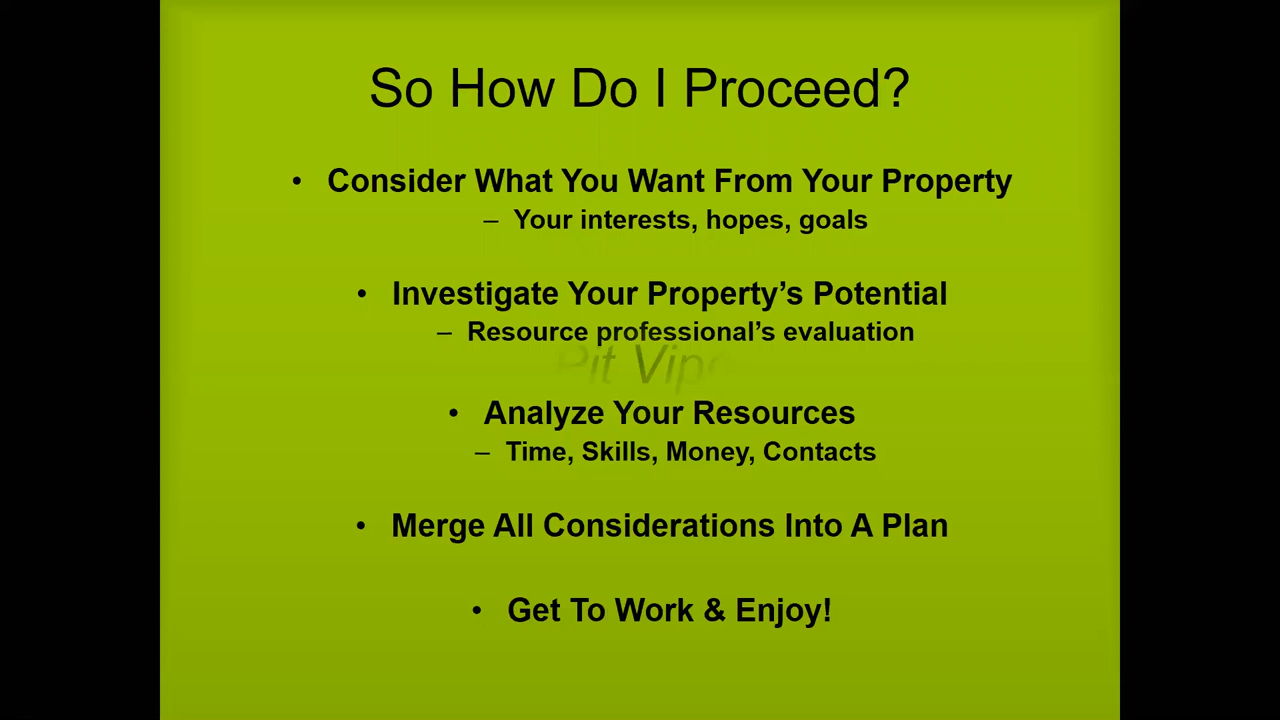 So How Do I Proceed?
• Consider What You Want From Your Property
– Your interests, hopes, goals
• Investigate Your Property’s Potential
– Resource professional’s evaluation
Pit
• Analyze Your Resources
– Time, Skills, Money, Contacts
• Merge All Considerations Into A Plan
• Get To Work & Enjoy!